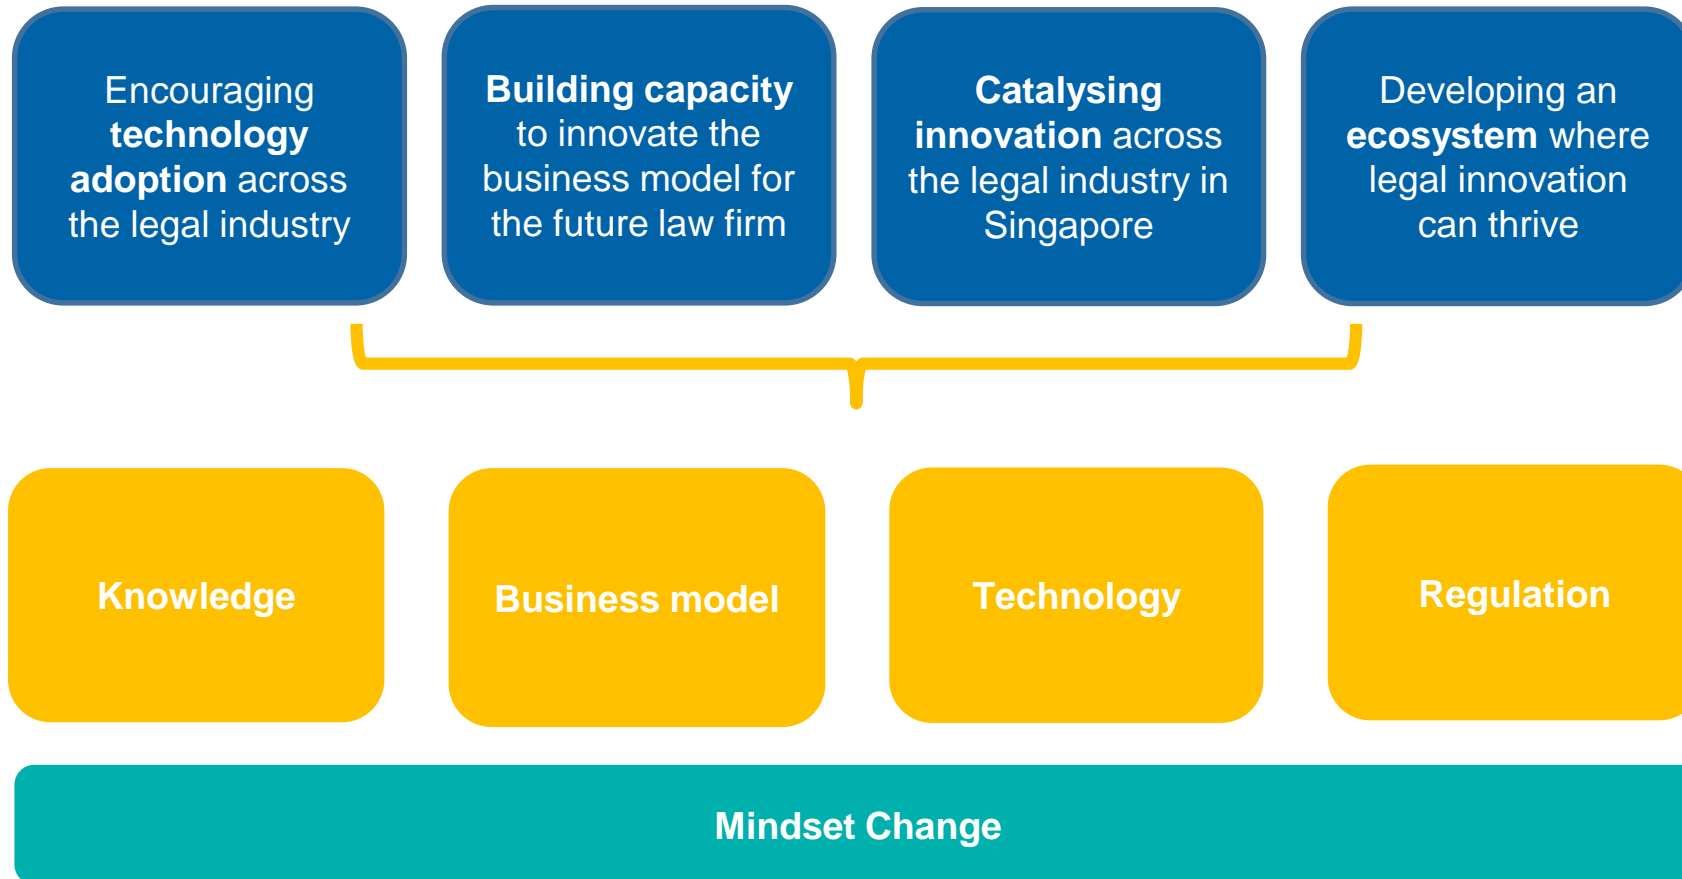 Encouraging
technology
adoption across
the legal industry
Building capacity
to innovate the
business model for
the future law firm
Catalysing
innovation across
the legal industry in
Singapore
Developing an
ecosystem where
legal innovation
can thrive
Knowledge
Business model
Technology
Regulation
Mindset Change